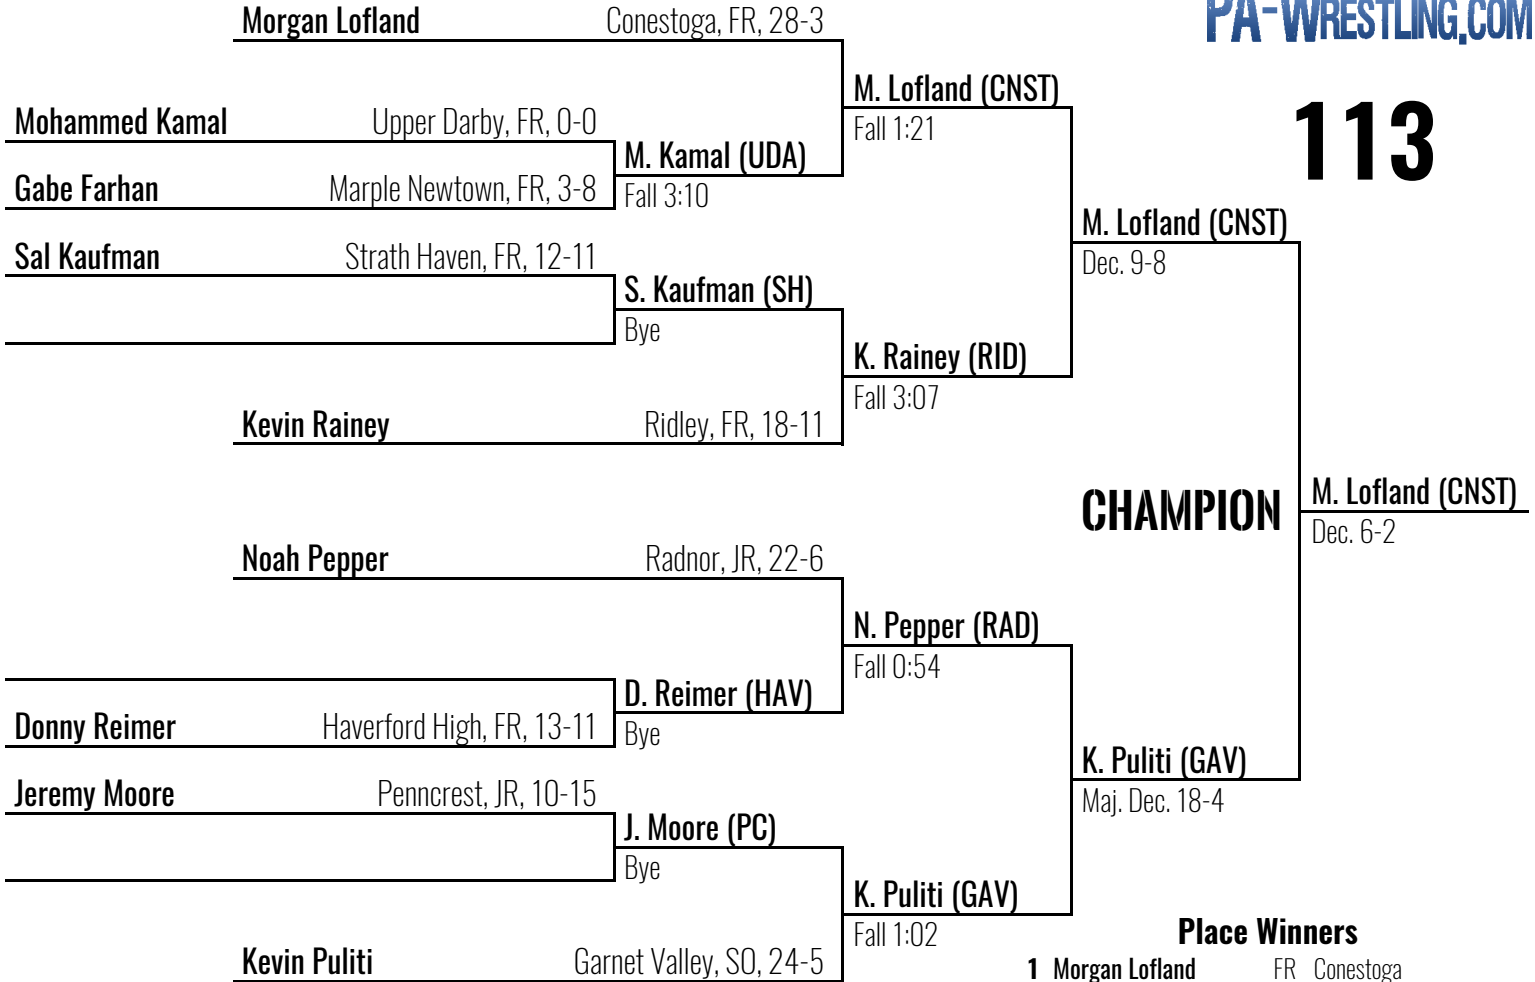 PA-WRESTLING.COM
113
Morgan Lofland Conestoga, FR, 28-3
M. Lofland (CNST)
Fall 1:21
Mohammed Kamal Upper Darby, FR, 0-0
M. Kamal (UDA)
Fall 3:10
Gabe Farhan Marple Newtown, FR, 3-8
M. Lofland (CNST)
Dec. 9-8
Sal Kaufman Strath Haven, FR, 12-11
S. Kaufman (SH)
Bye
K. Rainey (RID)
Fall 3:07
Kevin Rainey Ridley, FR, 18-11
CHAMPION
M. Lofland (CNST)
Dec. 6-2
Noah Pepper Radnor, JR, 22-6
N. Pepper (RAD)
Fall 0:54
D. Reimer (HAV)
Bye
Donny Reimer Haverford High, FR, 13-11
K. Puliti (GAV)
Maj. Dec. 18-4
Jeremy Moore Penncrest, JR, 10-15
J. Moore (PC)
Bye
K. Puliti (GAV)
Fall 1:02
Kevin Puliti Garnet Valley, SO, 24-5
Place Winners
1 Morgan Lofland FR Conestoga